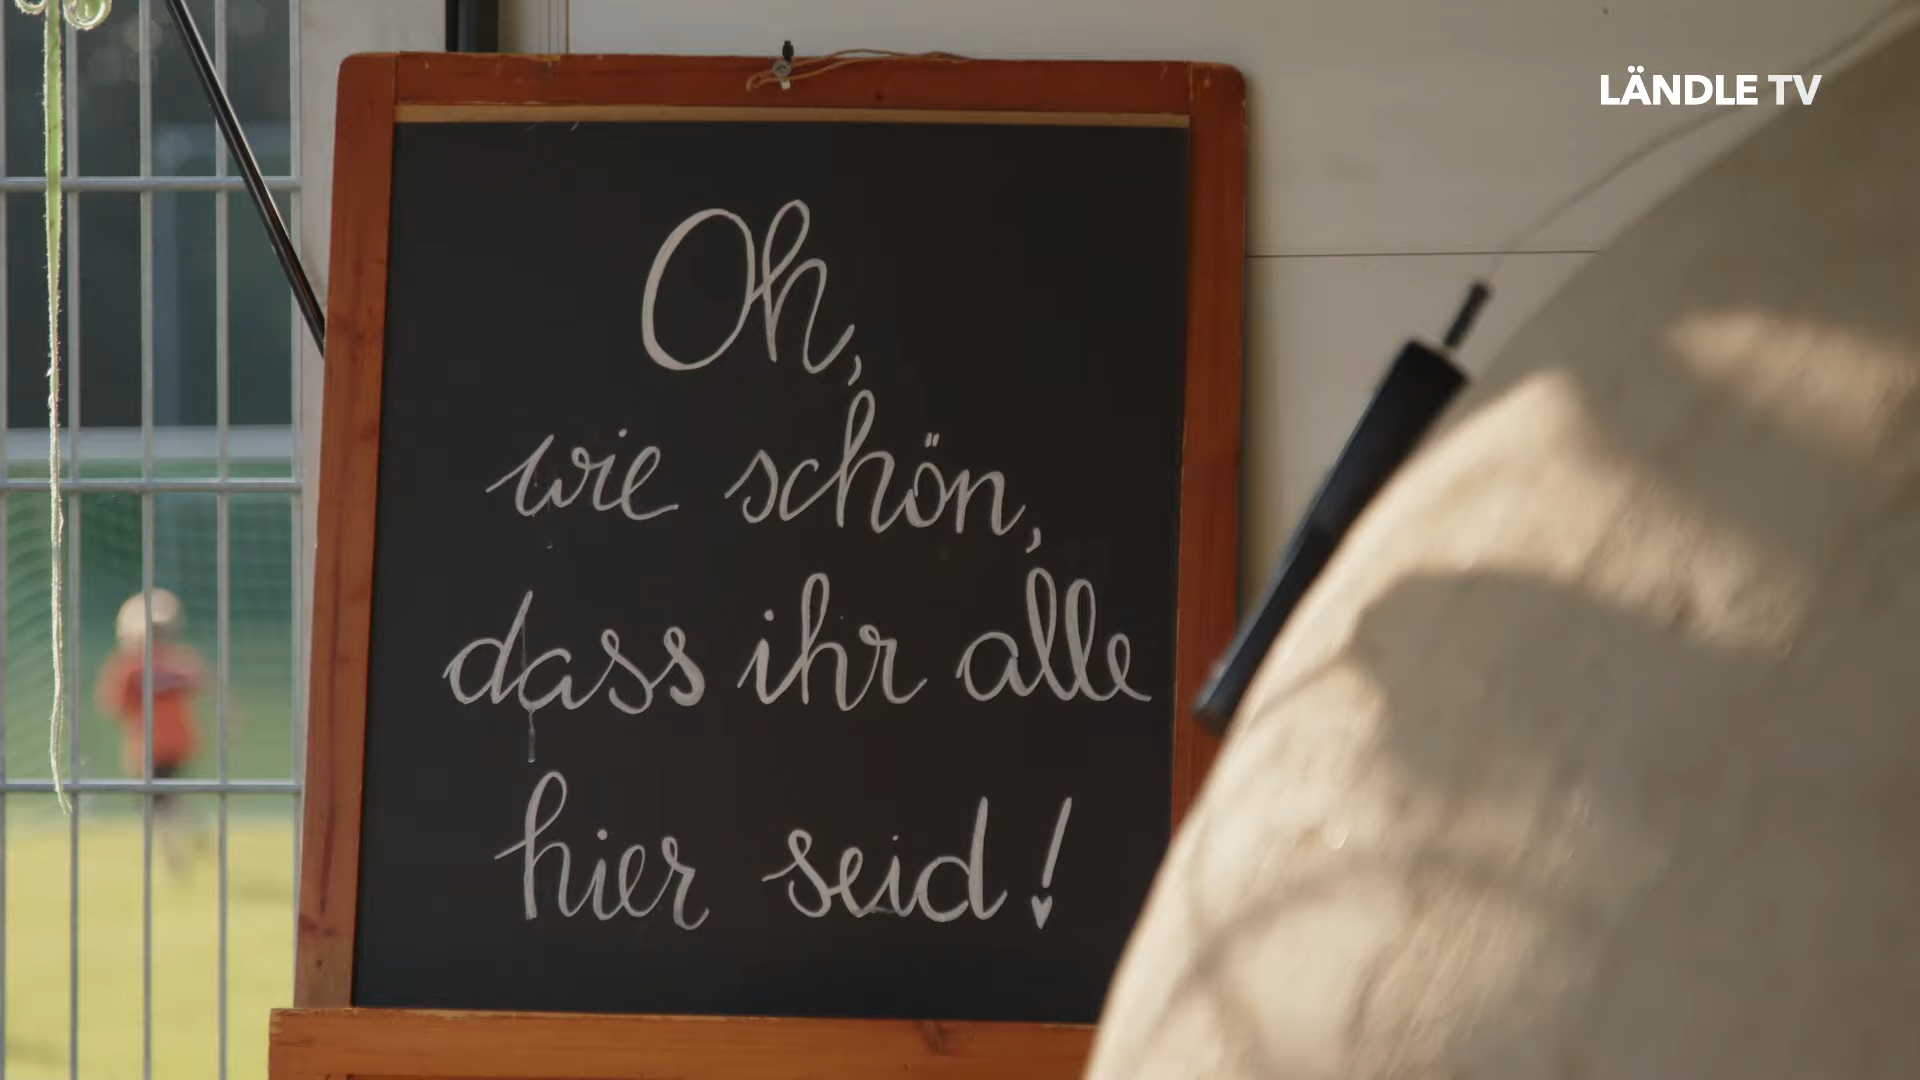 LÄNDLE TV
Oh,
wie schön,
dass ihr alle
hier seid!